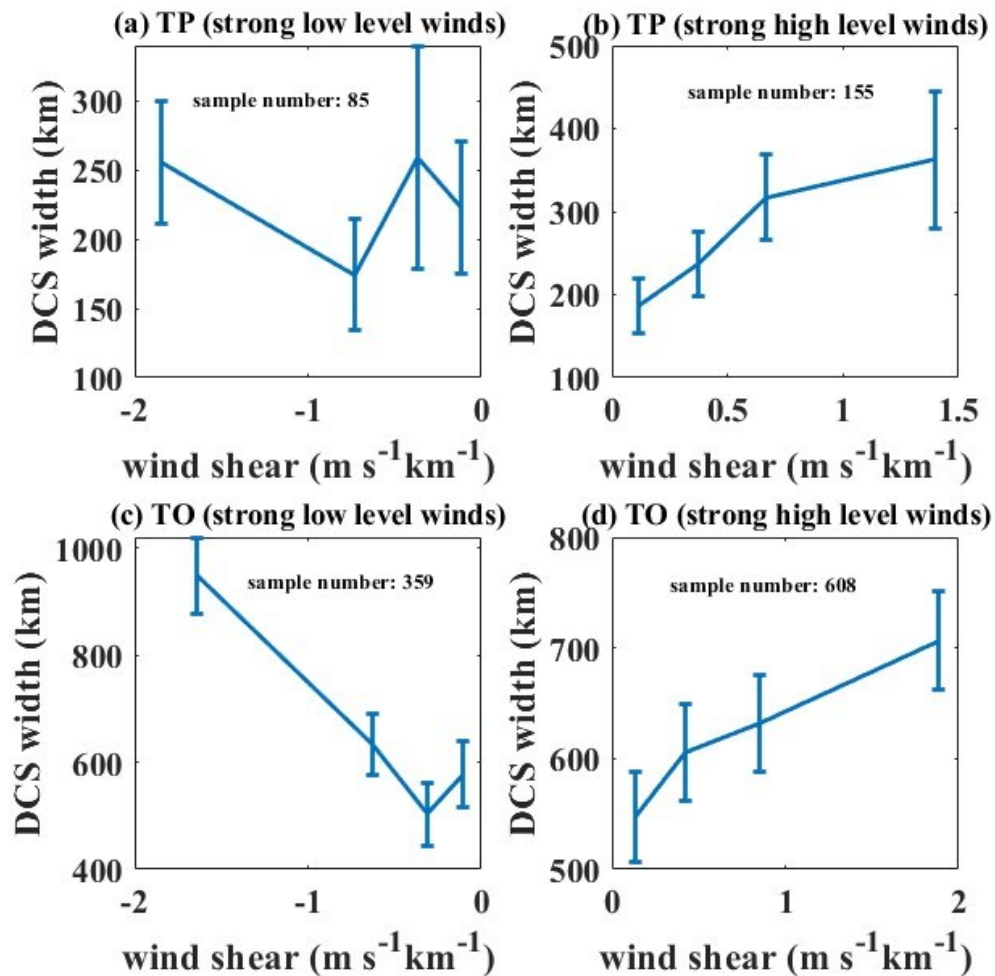 (a) TP (strong low level winds)
sample number: 85
DCS width (km)
300
250
200
150
100
-2
-1
0
wind shear (m s⁻¹km⁻¹)
(b) TP (strong high level winds)
sample number: 155
DCS width (km)
500
400
300
200
100
0
0.5
1
1.5
wind shear (m s⁻¹km⁻¹)
(c) TO (strong low level winds)
sample number: 359
DCS width (km)
1000
800
600
400
-2
-1
0
wind shear (m s⁻¹km⁻¹)
(d) TO (strong high level winds)
sample number: 608
DCS width (km)
800
700
600
500
0
1
2
wind shear (m s⁻¹km⁻¹)